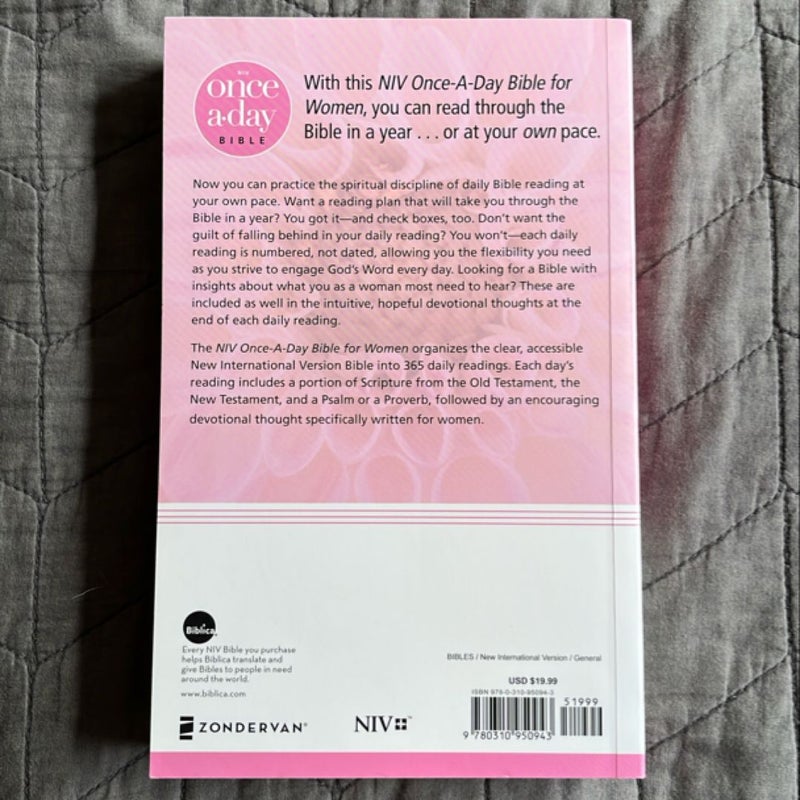 NIV
once
a·day
BIBLE
With this NIV Once-A-Day Bible for
Women, you can read through the
Bible in a year . . . or at your own pace.
Now you can practice the spiritual discipline of daily Bible reading at
your own pace. Want a reading plan that will take you through the
Bible in a year? You got it—and check boxes, too. Don't want the
guilt of falling behind in your daily reading? You won't—each daily
reading is numbered, not dated, allowing you the flexibility you need
as you strive to engage God's Word every day. Looking for a Bible with
insights about what you as a woman most need to hear? These are
included as well in the intuitive, hopeful devotional thoughts at the
end of each daily reading.
The NIV Once-A-Day Bible for Women organizes the clear, accessible
New International Version Bible into 365 daily readings. Each day's
reading includes a portion of Scripture from the Old Testament, the
New Testament, and a Psalm or a Proverb, followed by an encouraging
devotional thought specifically written for women.
Biblica
Every NIV Bible you purchase
helps Biblica translate and
give Bibles to people in need
around the world.
www.biblica.com
ZONDERVAN®
NIV™
BIBLES / New International Version / General
USD $19.99
ISBN 978-0-310-95094-3
51999
9 780310 950943